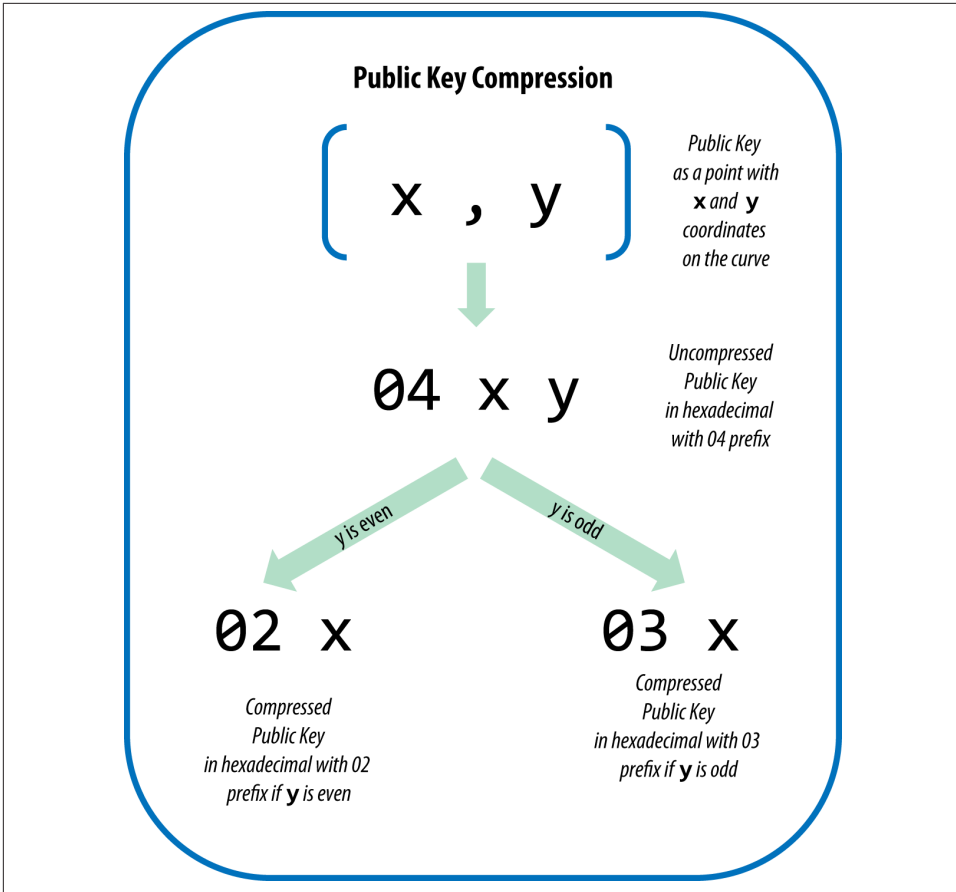 Public Key Compression
x , y
Public Key
as a point with
x and y
coordinates
on the curve
04 x y
Uncompressed
Public Key
in hexadecimal
with 04 prefix
y is even
y is odd
02 x
03 x
Compressed
Public Key
in hexadecimal with 02
prefix if y is even
Compressed
Public Key
in hexadecimal with 03
prefix if y is odd